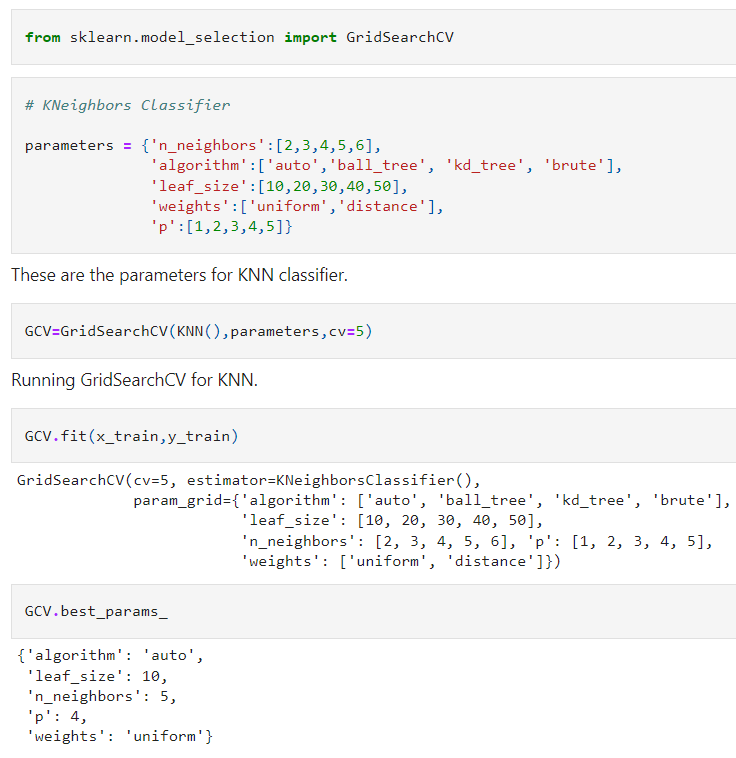 from sklearn.model_selection import GridSearchCV
# KNeighbors Classifier
parameters = {'n_neighbors':[2,3,4,5,6],
'algorithm':['auto','ball_tree', 'kd_tree', 'brute'],
'leaf_size':[10,20,30,40,50],
'weights':['uniform','distance'],
'p':[1,2,3,4,5]}
These are the parameters for KNN classifier.
GCV=GridSearchCV(KNN(),parameters,cv=5)
Running GridSearchCV for KNN.
GCV.fit(x_train,y_train)
GridSearchCV(cv=5, estimator=KNeighborsClassifier(),
param_grid={'algorithm': ['auto', 'ball_tree', 'kd_tree', 'brute'],
'leaf_size': [10, 20, 30, 40, 50],
'n_neighbors': [2, 3, 4, 5, 6], 'p': [1, 2, 3, 4, 5],
'weights': ['uniform', 'distance']})
GCV.best_params_
{'algorithm': 'auto',
'leaf_size': 10,
'n_neighbors': 5,
'p': 4,
'weights': 'uniform'}